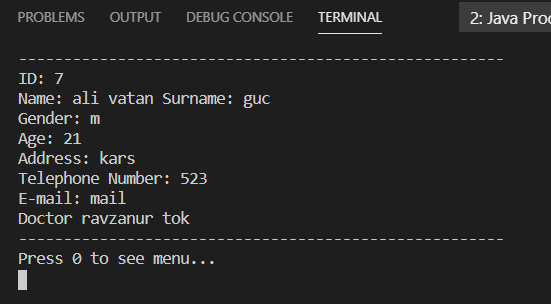 PROBLEMS OUTPUT DEBUG CONSOLE TERMINAL 2: Java Proc
------------------------------------------------------
ID: 7
Name: ali vatan Surname: guc
Gender: m
Age: 21
Address: kars
Telephone Number: 523
E-mail: mail
Doctor ravzanur tok
------------------------------------------------------
Press 0 to see menu...